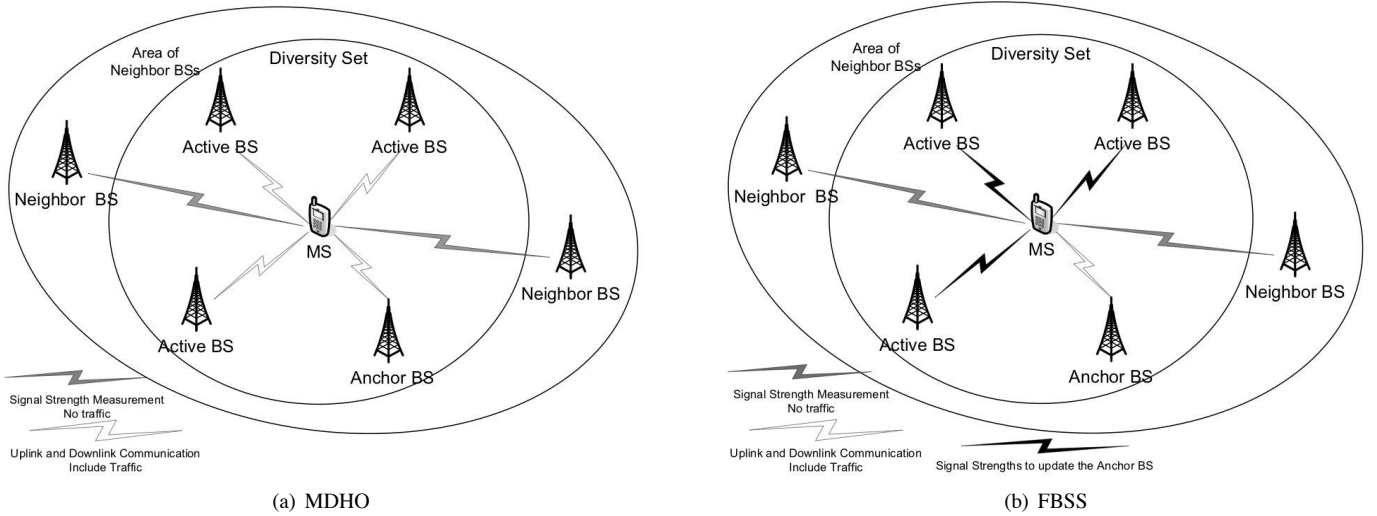 Area of
Neighbor BSs
Diversity Set
Active BS
Active BS
Neighbor BS
MS
Neighbor BS
Active BS
Anchor BS
Signal Strength Measurement
No traffic
Uplink and Downlink Communication
Include Traffic
(a) MDHO
Area of
Neighbor BSs
Diversity Set
Active BS
Active BS
Neighbor BS
MS
Neighbor BS
Active BS
Anchor BS
Signal Strength Measurement
No traffic
Uplink and Downlink Communication
Include Traffic
Signal Strengths to update the Anchor BS
(b) FBSS